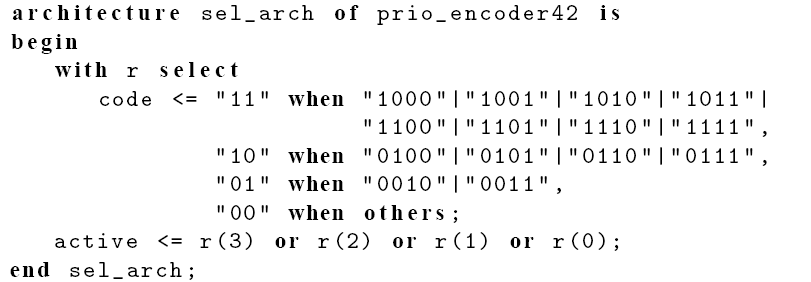 architecture sel_arch of prio_encoder42 is
begin
with r select
code <= "11" when "1000"|"1001"|"1010"|"1011"|
"1100"|"1101"|"1110"|"1111",
"10" when "0100"|"0101"|"0110"|"0111",
"01" when "0010"|"0011",
"00" when others;
active <= r(3) or r(2) or r(1) or r(0);
end sel_arch;